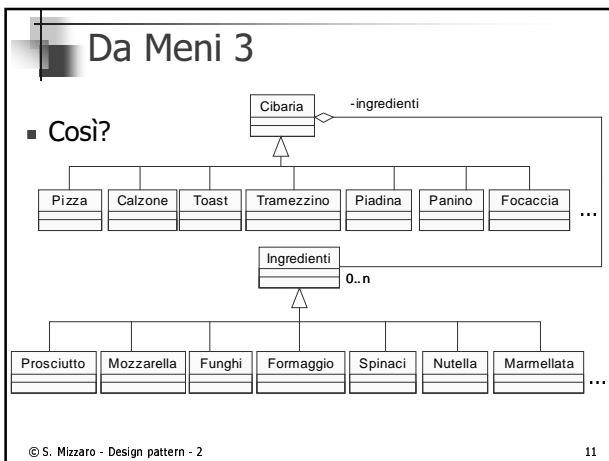 Da Meni 3
Così?
Cibaria -ingredienti
Pizza Calzone Toast Tramezzino Piadina Panino Focaccia ...
Ingredienti
0..n
Prosciutto Mozzarella Funghi Formaggio Spinaci Nutella Marmellata ...
© S. Mizzaro - Design pattern - 2 11